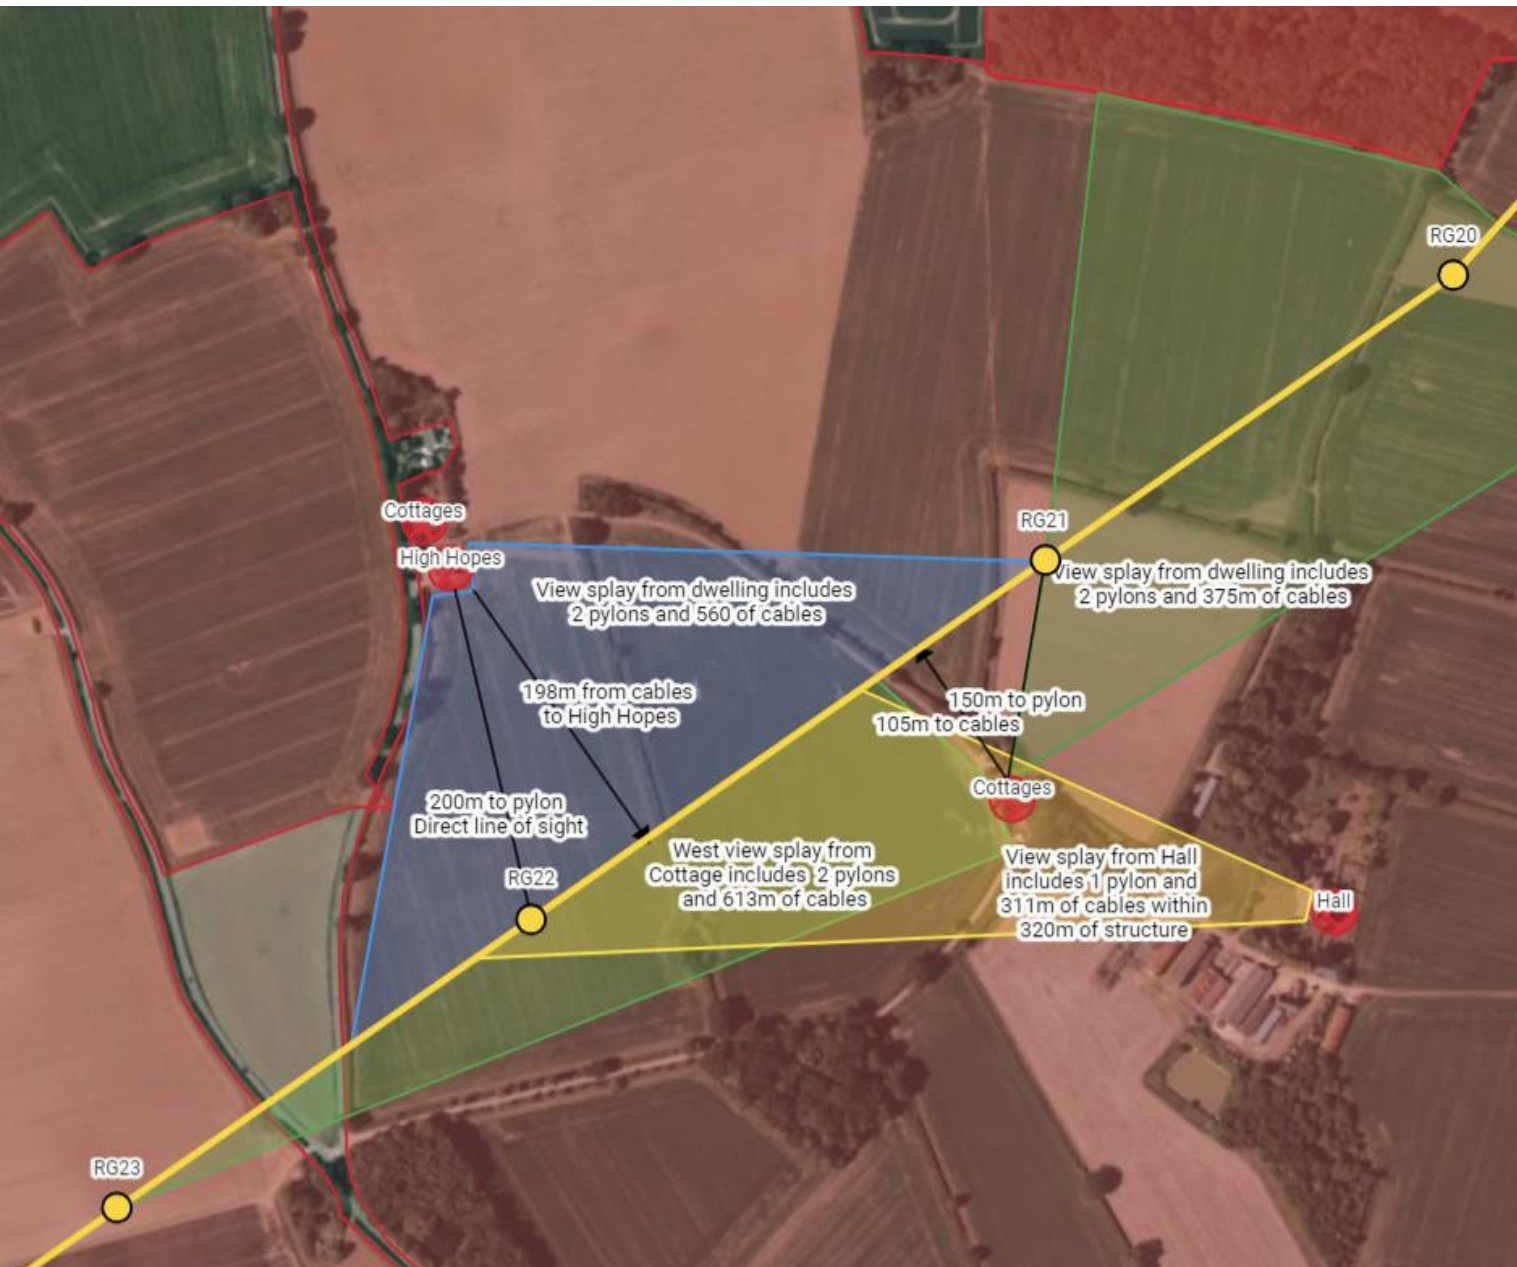 RG20
Cottages
RG21
High Hopes
View splay from dwelling includes
2 pylons and 560 of cables
View splay from dwelling includes
2 pylons and 375m of cables
198m from cables
to High Hopes
150m to pylon
105m to cables
Cottages
200m to pylon
Direct line of sight
RG22
West view splay from
Cottage includes 2 pylons
and 613m of cables
View splay from Hall
includes 1 pylon and
311m of cables within
320m of structure
Hall
RG23